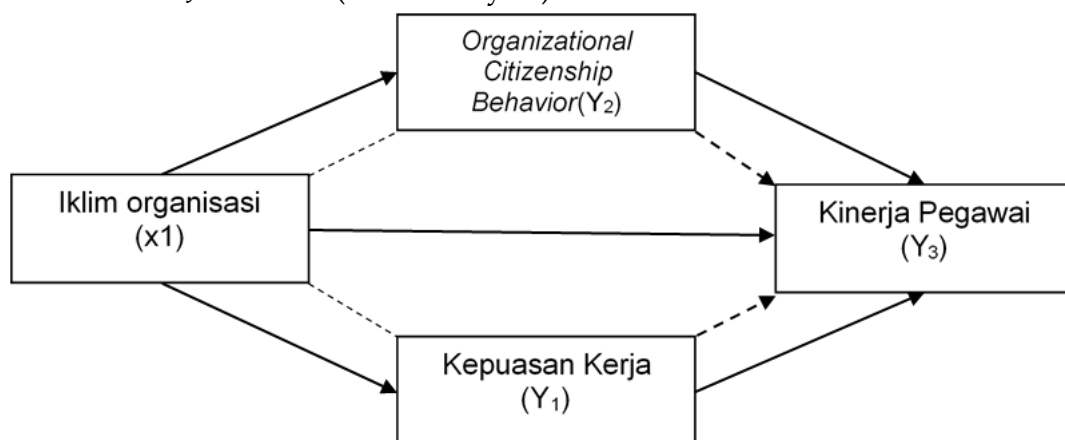 Organizational
Citizenship
Behavior(Y₂)
Iklim organisasi
(x1)
Kinerja Pegawai
(Y₃)
Kepuasan Kerja
(Y₁)